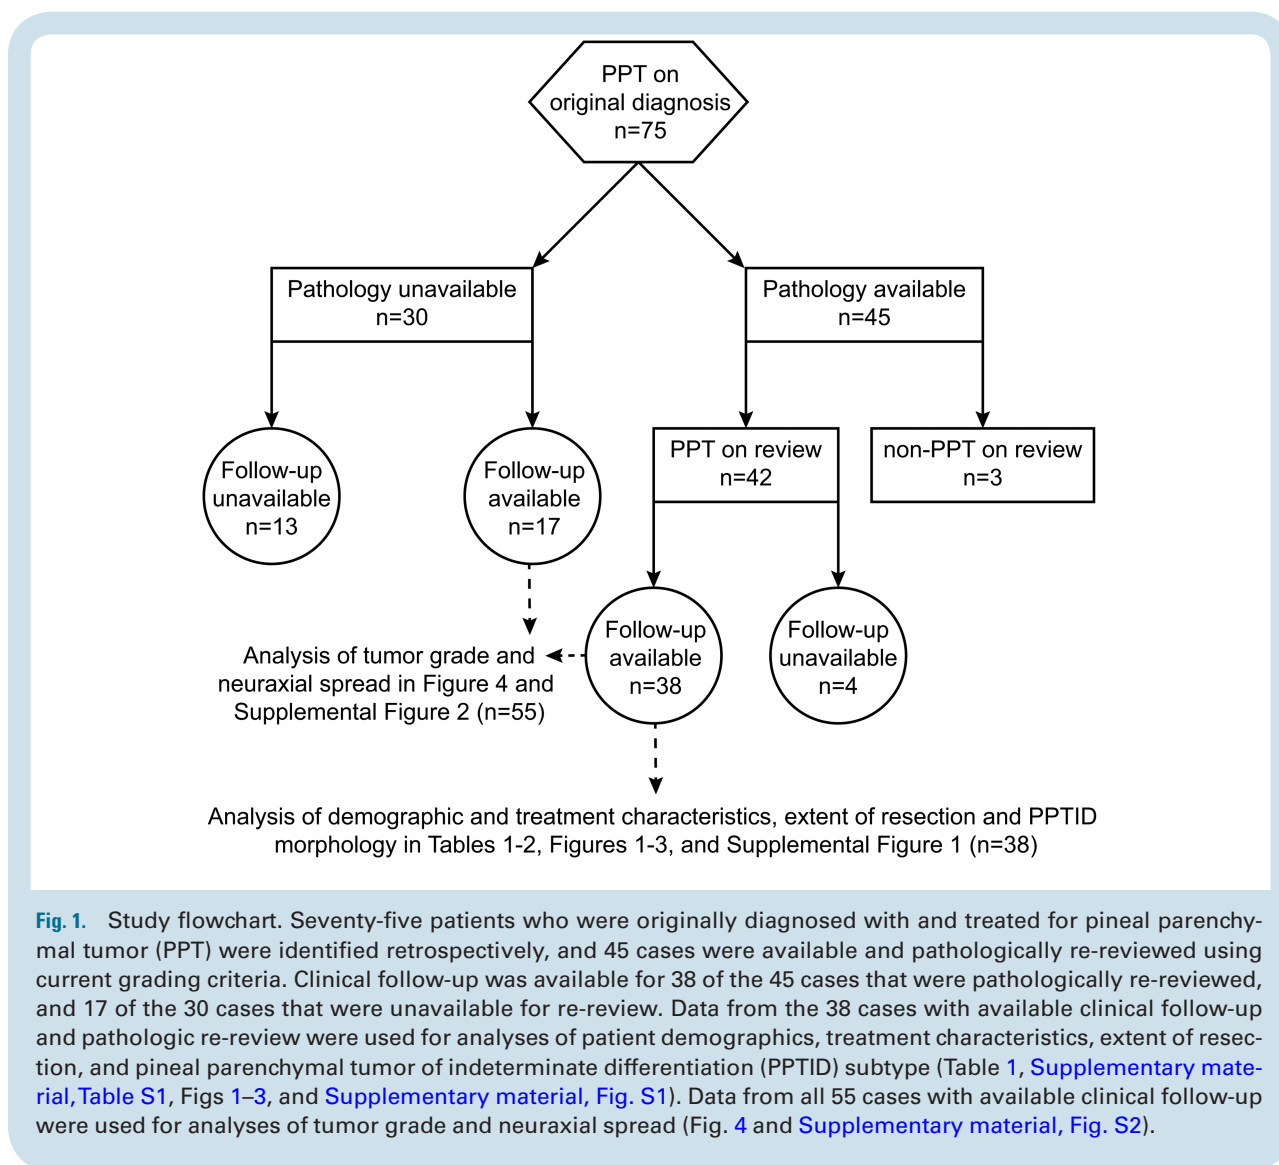 PPT on
original diagnosis
n=75
Pathology unavailable
n=30
Pathology available
n=45
Follow-up
unavailable
n=13
Follow-up
available
n=17
PPT on review
n=42
non-PPT on review
n=3
Follow-up
available
n=38
Follow-up
unavailable
n=4
Analysis of tumor grade and
neuraxial spread in Figure 4 and
Supplemental Figure 2 (n=55)
Analysis of demographic and treatment characteristics, extent of resection and PPTID
morphology in Tables 1-2, Figures 1-3, and Supplemental Figure 1 (n=38)
Fig. 1. Study flowchart. Seventy-five patients who were originally diagnosed with and treated for pineal parenchy-
mal tumor (PPT) were identified retrospectively, and 45 cases were available and pathologically re-reviewed using
current grading criteria. Clinical follow-up was available for 38 of the 45 cases that were pathologically re-reviewed,
and 17 of the 30 cases that were unavailable for re-review. Data from the 38 cases with available clinical follow-up
and pathologic re-review were used for analyses of patient demographics, treatment characteristics, extent of resec-
tion, and pineal parenchymal tumor of indeterminate differentiation (PPTID) subtype (Table 1, Supplementary mate-
rial, Table S1, Figs 1–3, and Supplementary material, Fig. S1). Data from all 55 cases with available clinical follow-up
were used for analyses of tumor grade and neuraxial spread (Fig. 4 and Supplementary material, Fig. S2).